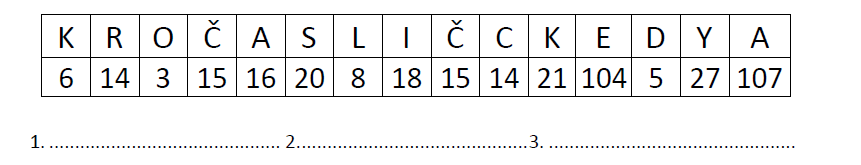 K R O Č A S L I Č C K E D Y A
6 14 3 15 16 20 8 18 15 14 21 104 5 27 107
1. ............................................. 2............................................. 3. ................................................